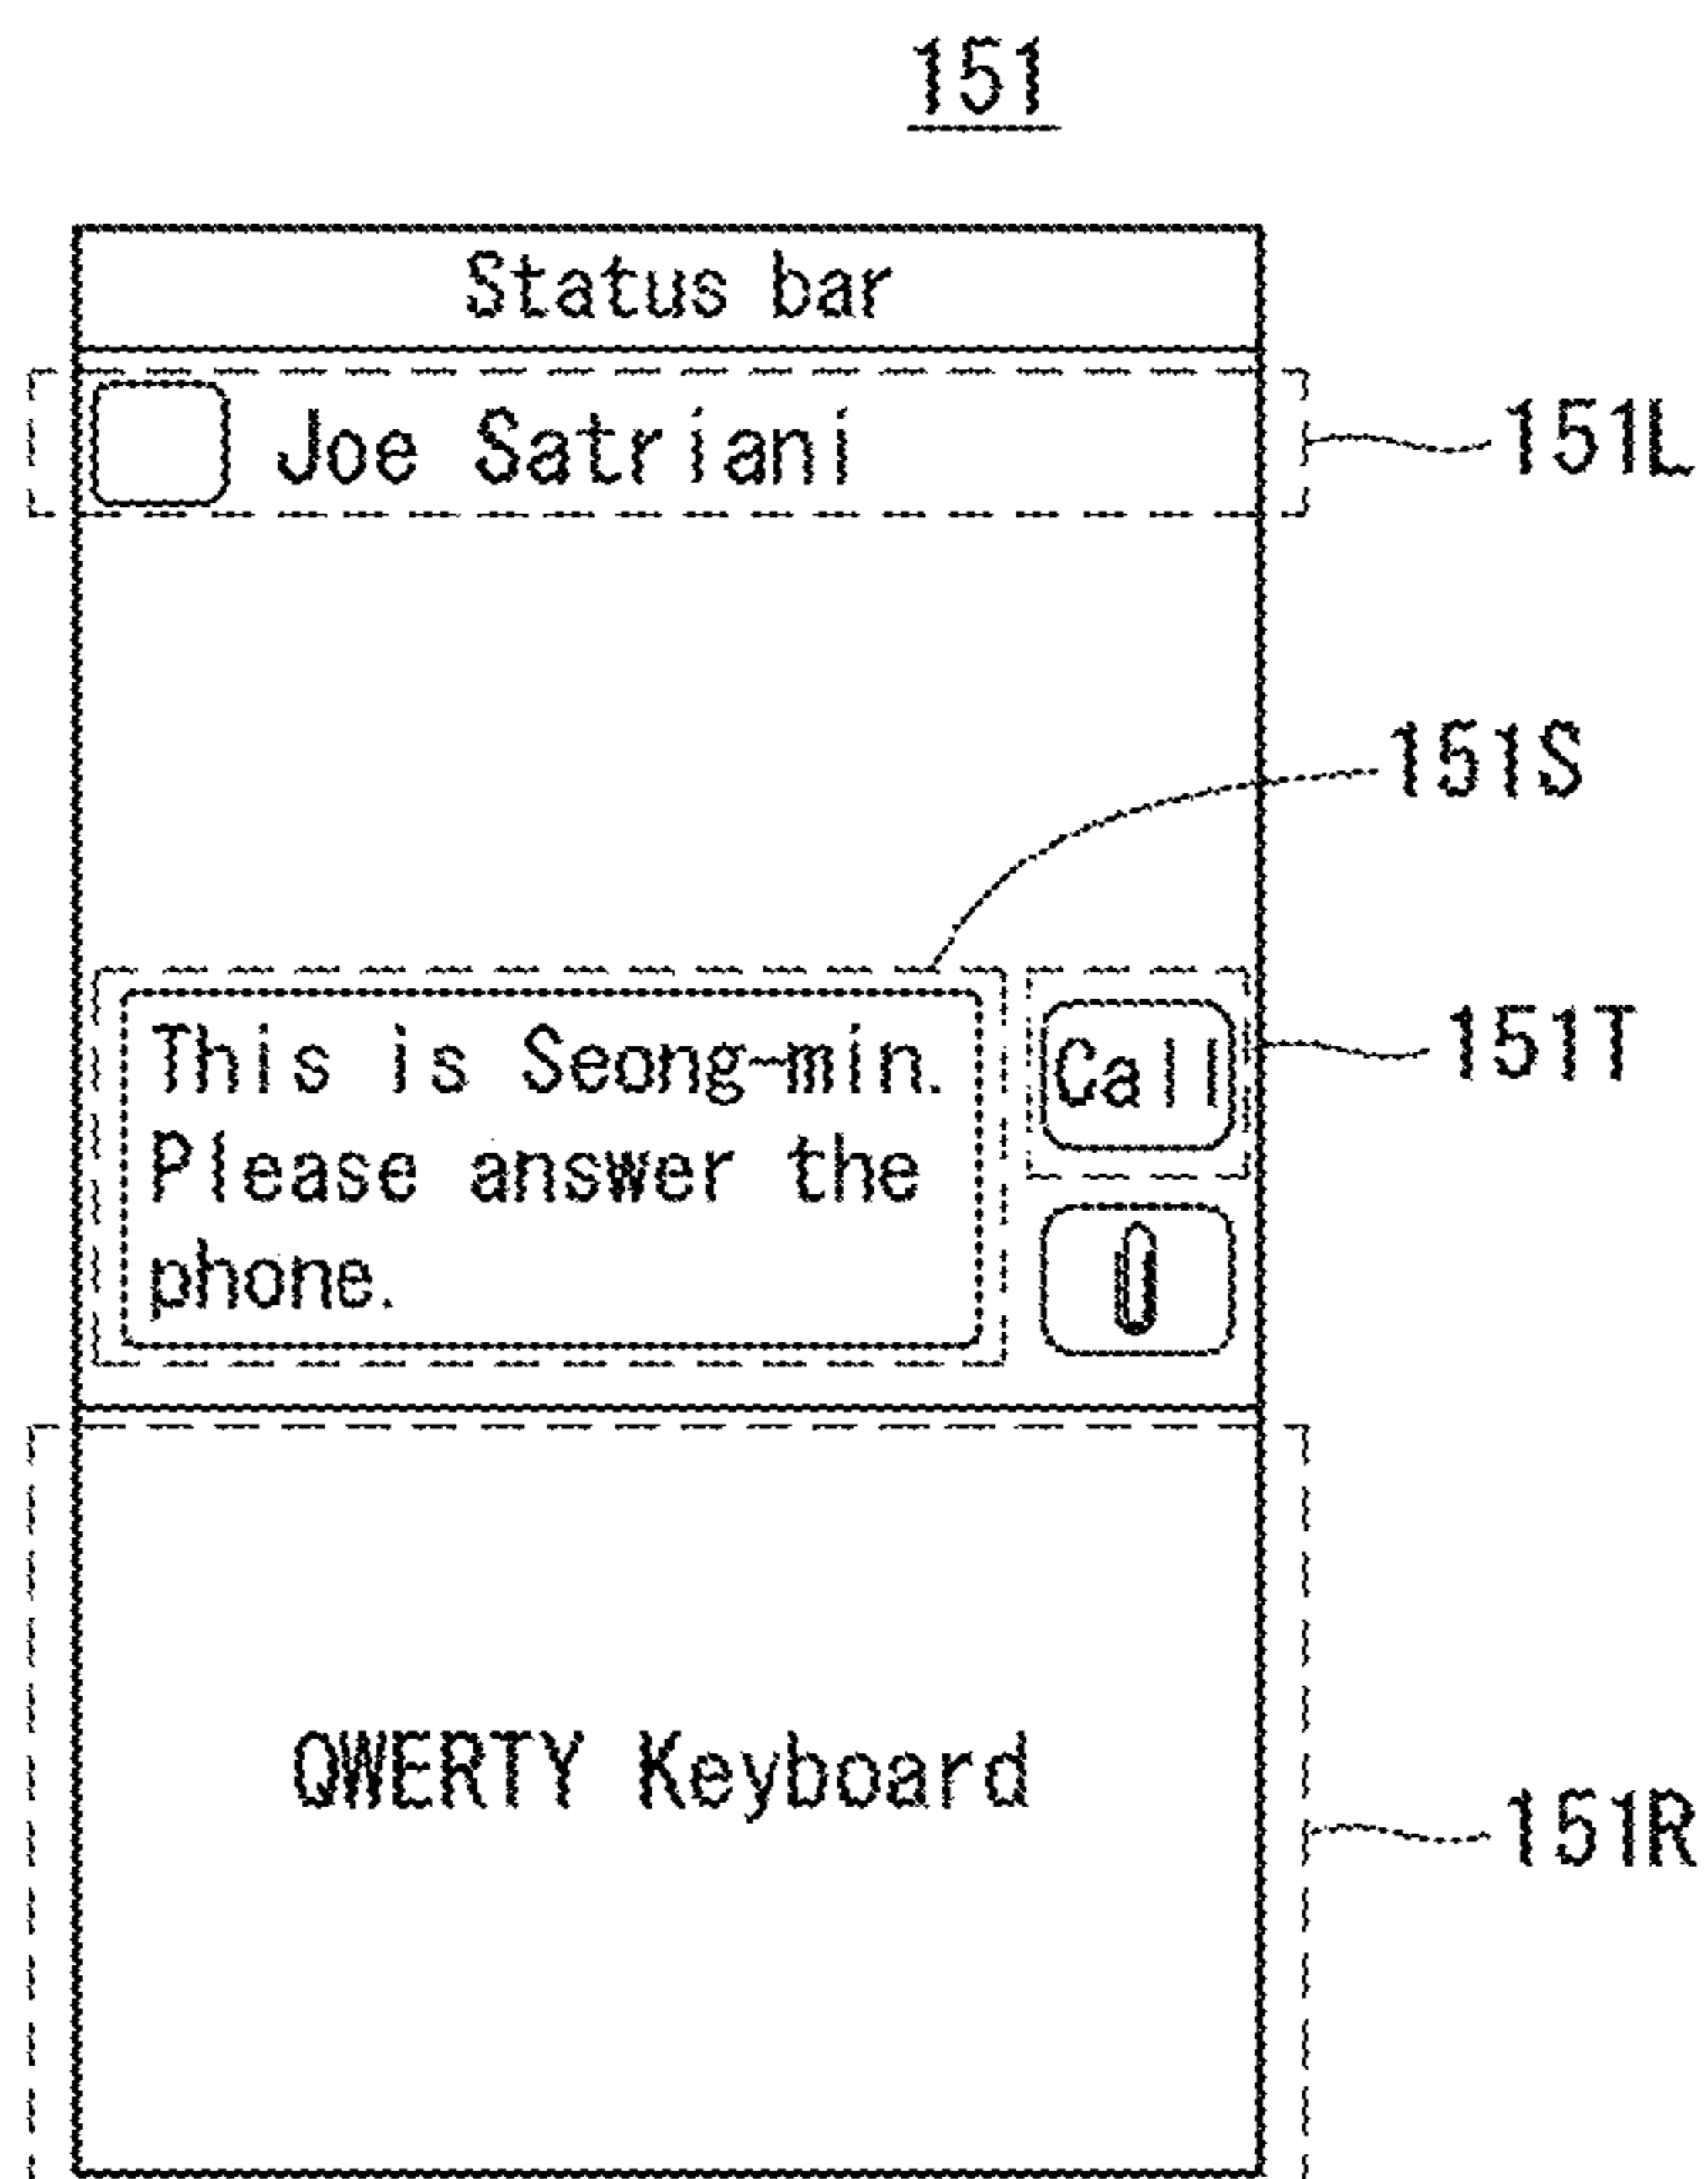 151
Status bar
Joe Satriani
151L
151S
This is Seong-min.
Please answer the
phone.
Call
151T
QWERTY Keyboard
151R